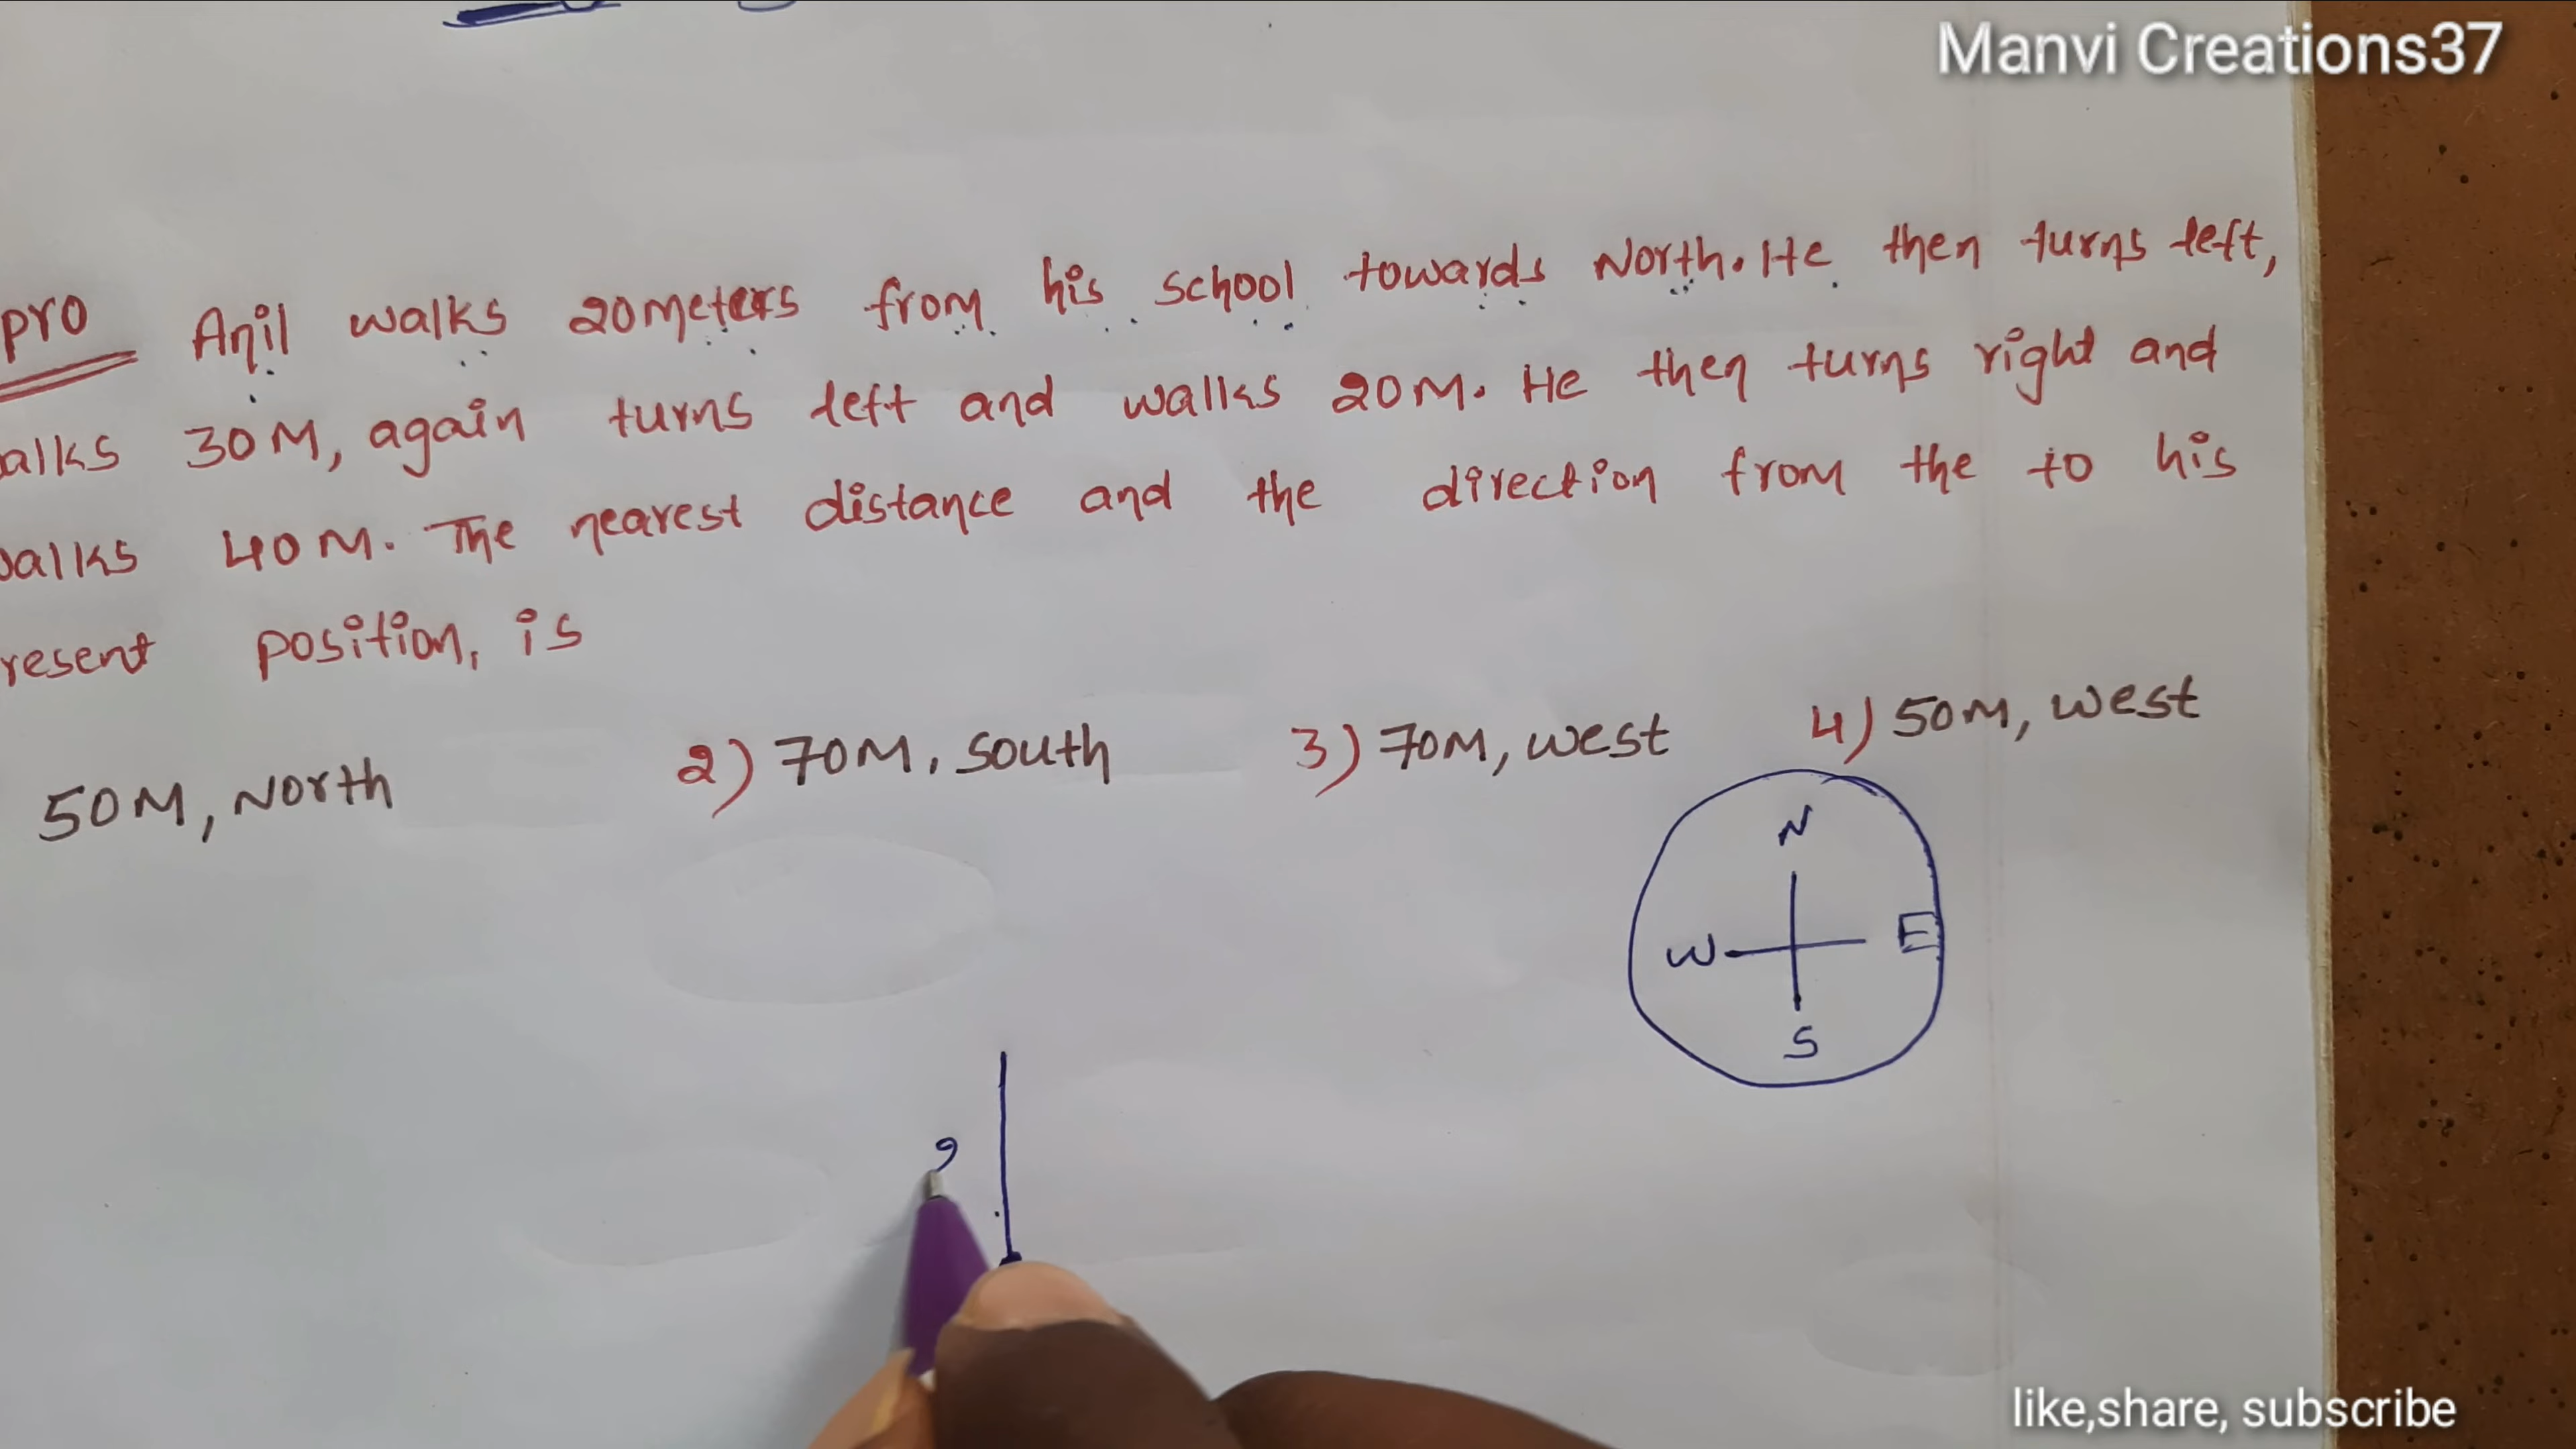 Manvi Creations37
pro Anil walks 20meters from his school towards North. He then turns left,
alks 30M, again turns left and walks 20M. He then turns right and
walks 40M. The nearest distance and the direction from the to his
resent position, is
50M, North 2) 70M, south 3) 70M, west 4) 50M, west
N
W E
S
like,share, subscribe